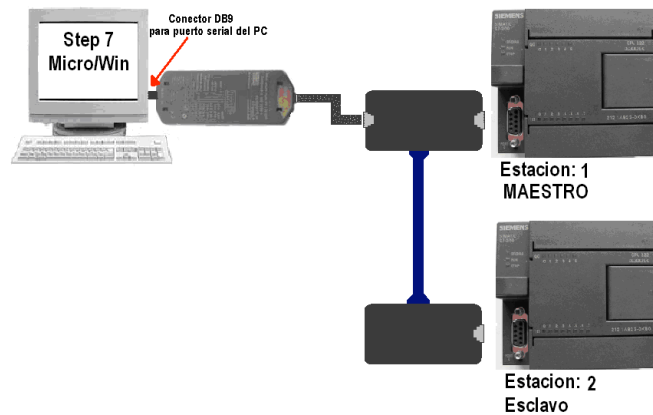 Conector DB9
para puerto serial del PC
Step 7
Micro/Win
SIEMENS
Estacion: 1
MAESTRO
SIEMENS
Estacion: 2
Esclavo